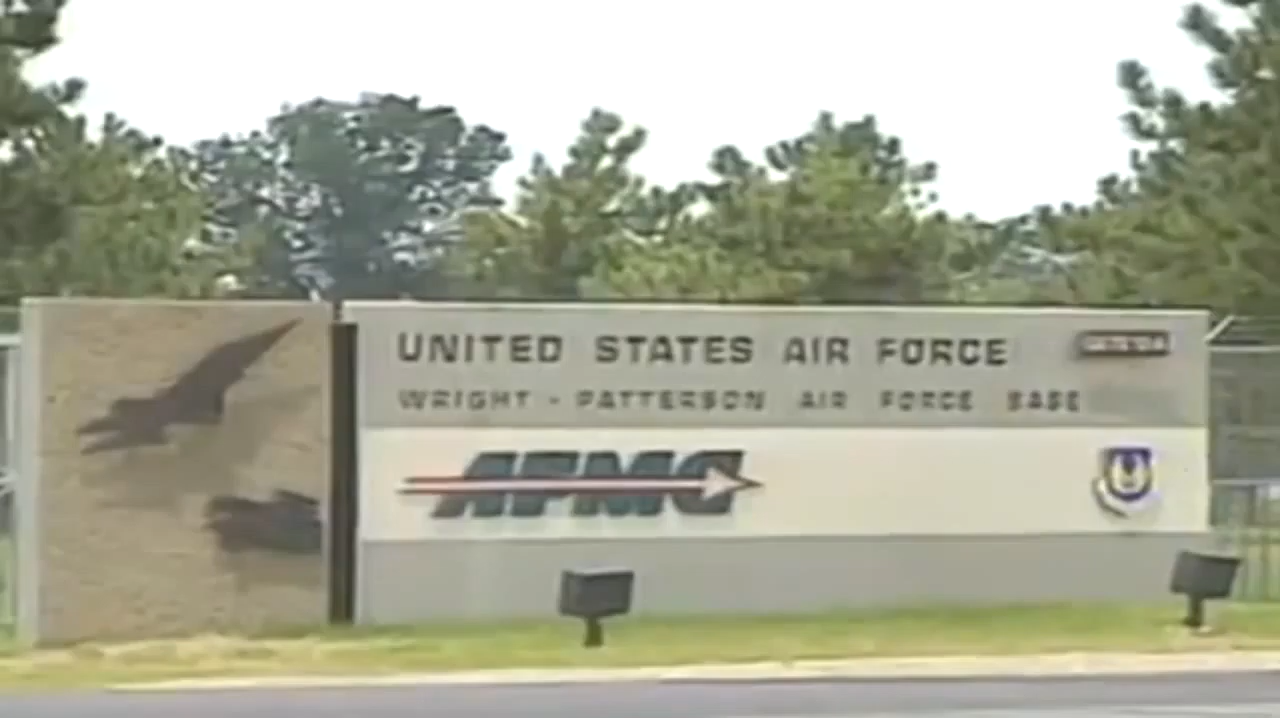 UNITED STATES AIR FORCE
WRIGHT - PATTERSON AIR FORCE BASE
AFMC